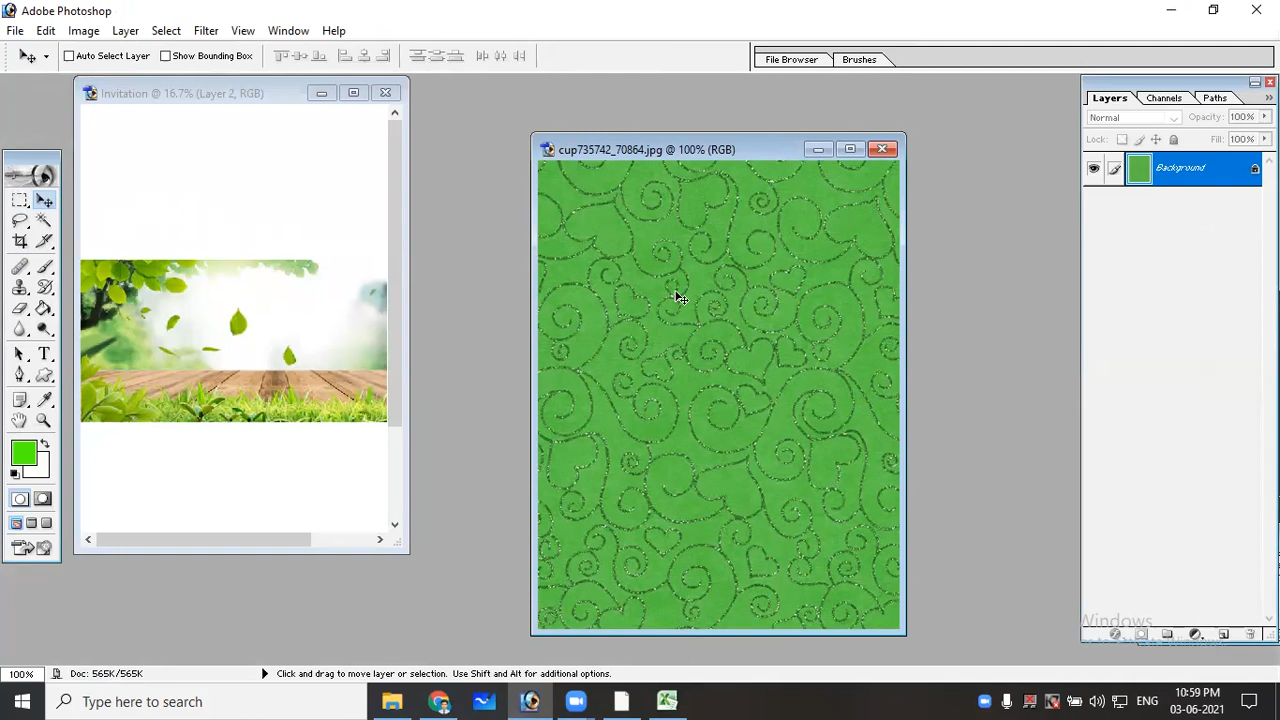 Adobe Photoshop
File Edit Image Layer Select Filter View Window Help
Auto Select Layer Show Bounding Box File Browser Brushes
Invitation @ 16.7% (Layer 2, RGB)
cup735742_70864.jpg @ 100% (RGB)
Layers Channels Paths
Normal Opacity: 100%
Lock: Fill: 100%
Background
T
Windows
100% Doc: 565K/565K Click and drag to move layer or selection. Use Shift and Alt for additional options.
Type here to search
ENG
10:59 PM
03-06-2021